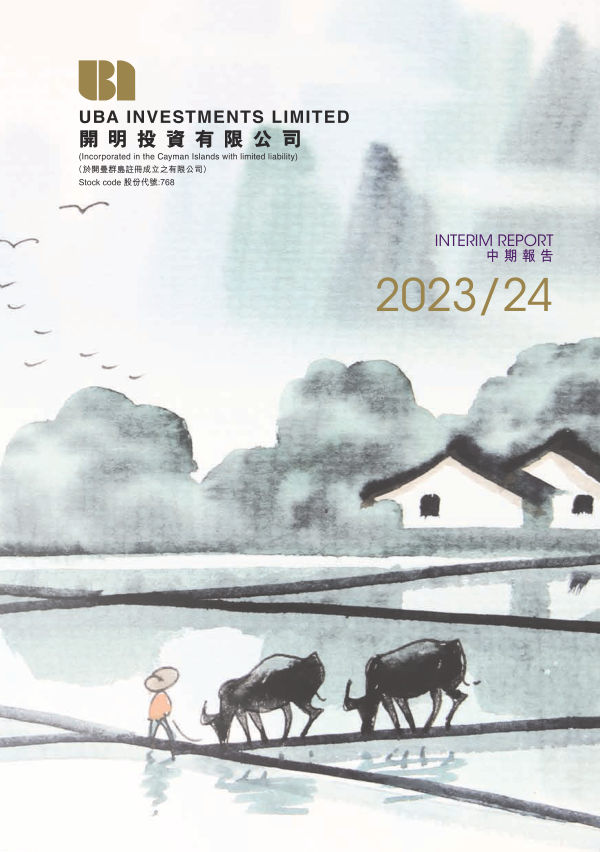 UBA
UBA INVESTMENTS LIMITED
開明投資有限公司
(Incorporated in the Cayman Islands with limited liability)
(於開曼群島註冊成立之有限公司)
Stock code 股份代號:768
INTERIM REPORT
中期報告
2023/24